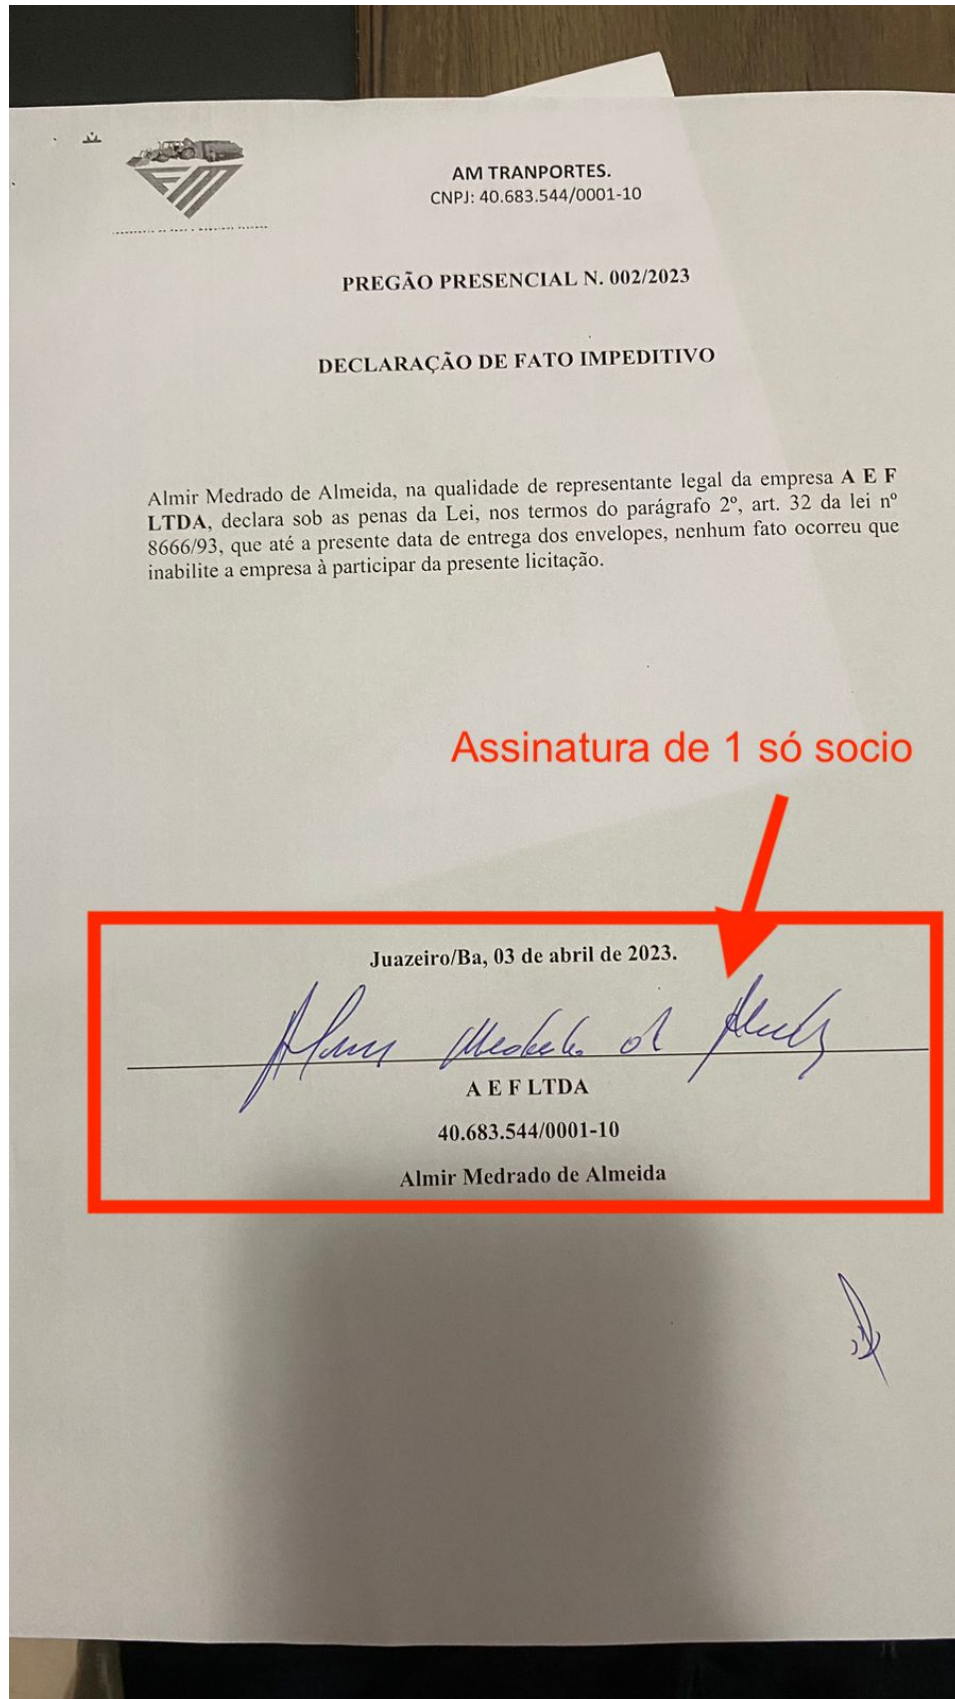 AM TRANPORTES.
CNPJ: 40.683.544/0001-10
PREGÃO PRESENCIAL N. 002/2023
DECLARAÇÃO DE FATO IMPEDITIVO
Almir Medrado de Almeida, na qualidade de representante legal da empresa A E F
LTDA, declara sob as penas da Lei, nos termos do parágrafo 2º, art. 32 da lei nº
8666/93, que até a presente data de entrega dos envelopes, nenhum fato ocorreu que
inabilite a empresa à participar da presente licitação.
Assinatura de 1 só socio
Juazeiro/Ba, 03 de abril de 2023.
A E F LTDA
40.683.544/0001-10
Almir Medrado de Almeida